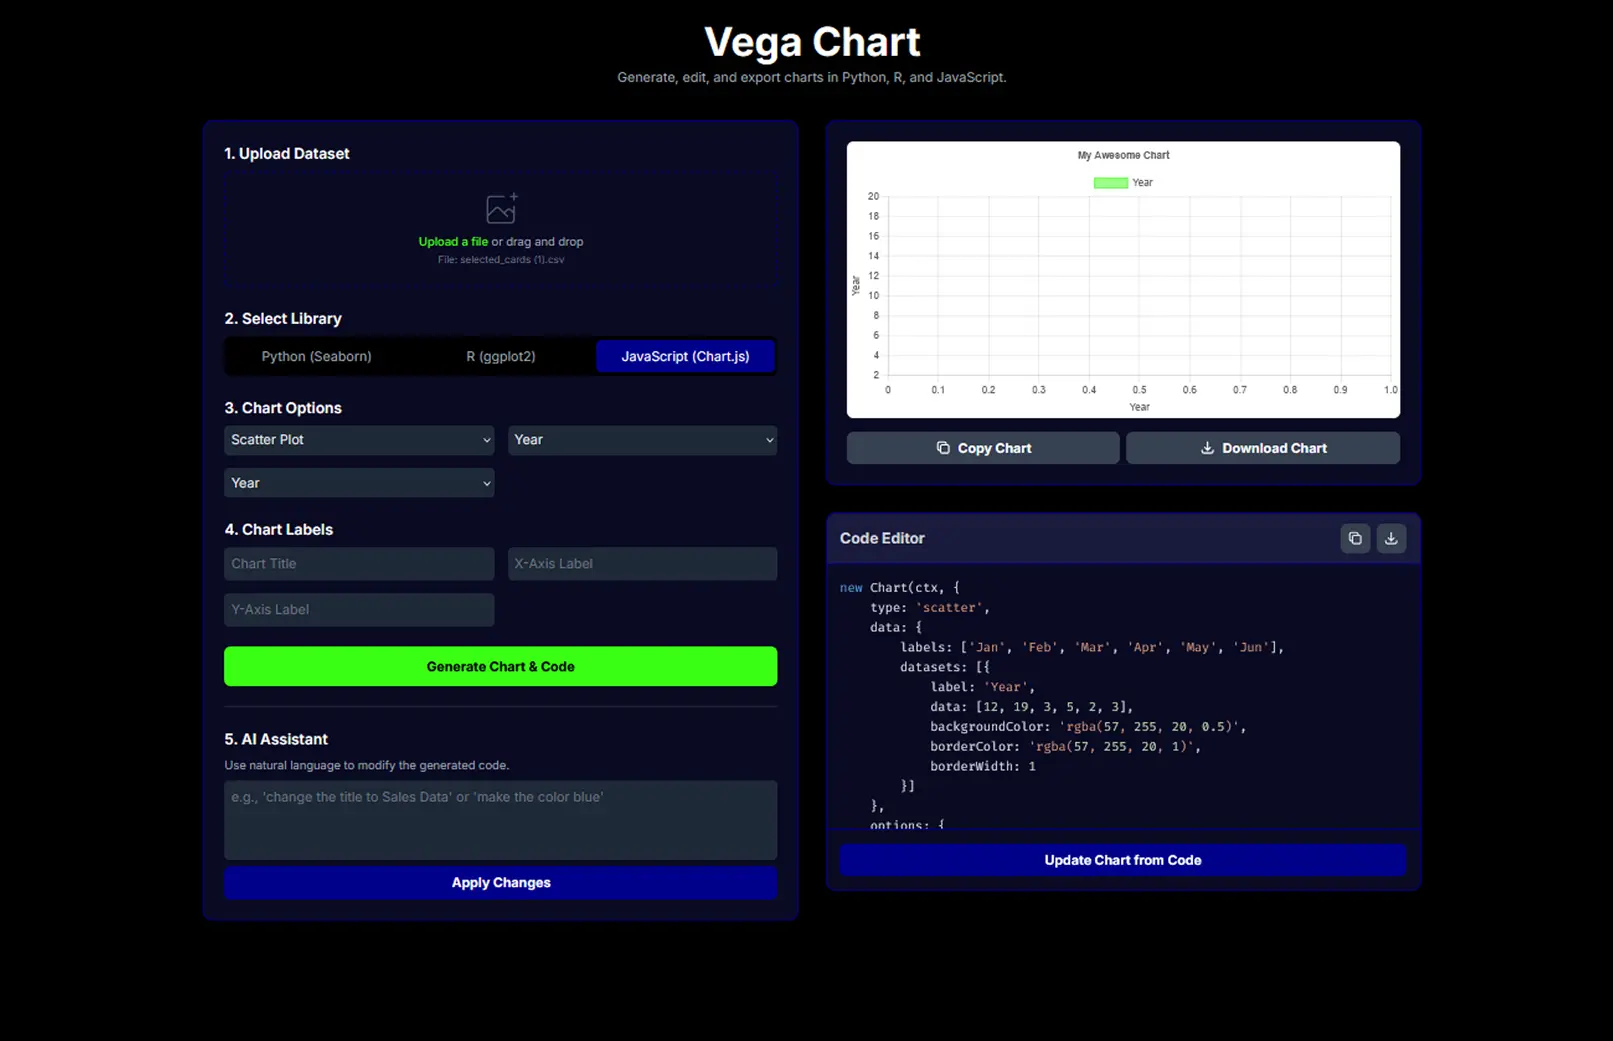 Vega Chart
Generate, edit, and export charts in Python, R, and JavaScript.
1. Upload Dataset
Upload a file or drag and drop
File: selected_cards (1).csv
2. Select Library
Python (Seaborn)
R (ggplot2)
JavaScript (Chart.js)
3. Chart Options
Scatter Plot
Year
Year
4. Chart Labels
Chart Title
X-Axis Label
Y-Axis Label
Generate Chart & Code
5. AI Assistant
Use natural language to modify the generated code.
e.g., 'change the title to Sales Data' or 'make the color blue'
Apply Changes
My Awesome Chart
Year
20
18
16
14
12
10
8
6
4
2
Year
0 0.1 0.2 0.3 0.4 0.5 0.6 0.7 0.8 0.9 1.0
Year
Copy Chart
Download Chart
Code Editor
new Chart(ctx, {
type: 'scatter',
data: {
labels: ['Jan', 'Feb', 'Mar', 'Apr', 'May', 'Jun'],
datasets: [{
label: 'Year',
data: [12, 19, 3, 5, 2, 3],
backgroundColor: 'rgba(57, 255, 20, 0.5)',
borderColor: 'rgba(57, 255, 20, 1)',
borderWidth: 1
}]
},
options: {
Update Chart from Code